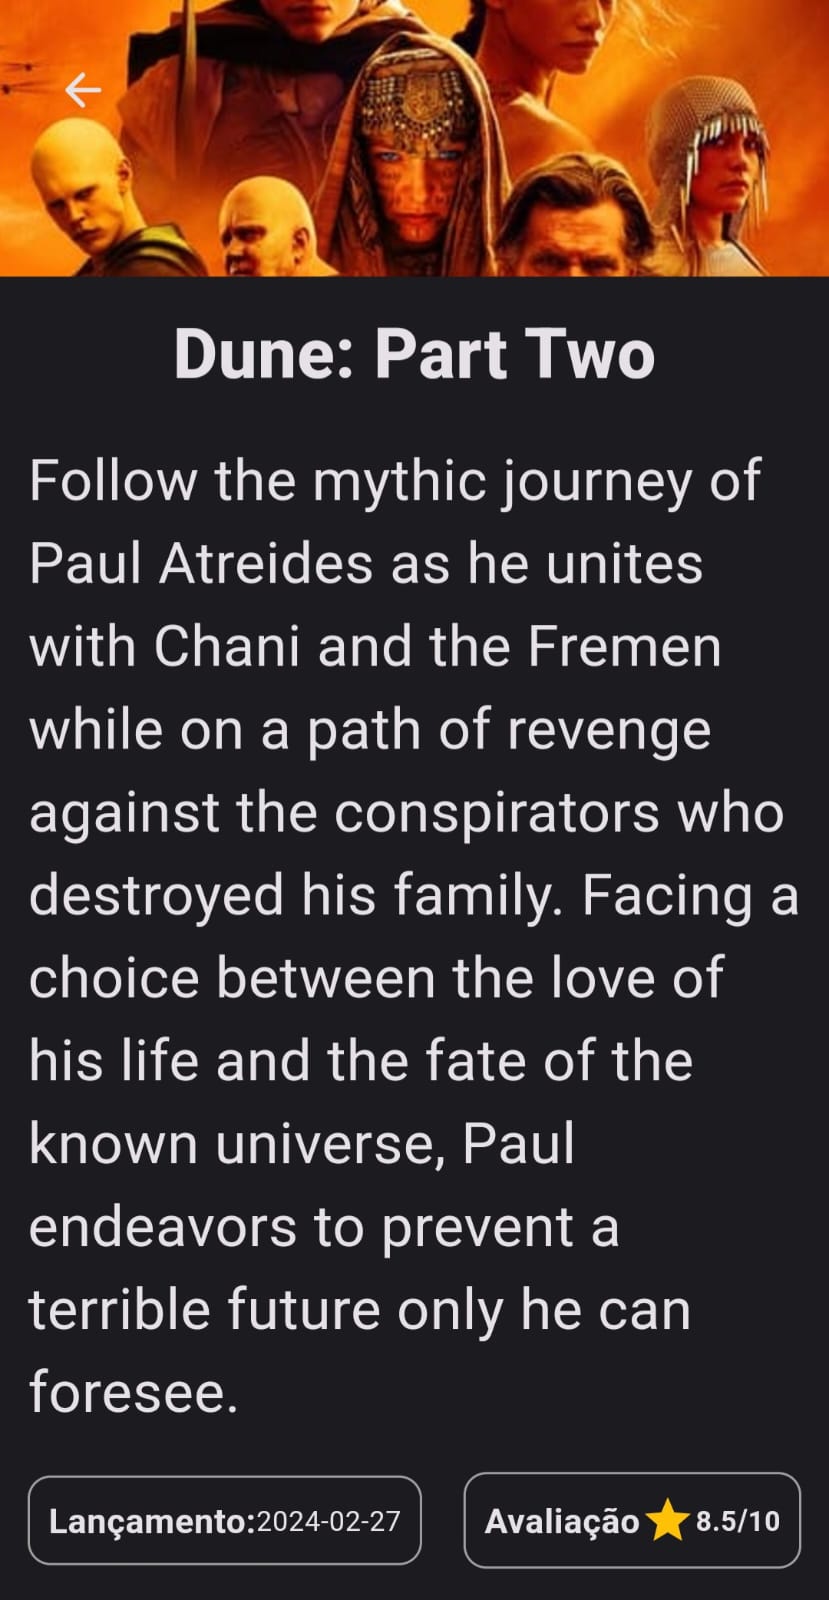 Dune: Part Two
Follow the mythic journey of
Paul Atreides as he unites
with Chani and the Fremen
while on a path of revenge
against the conspirators who
destroyed his family. Facing a
choice between the love of
his life and the fate of the
known universe, Paul
endeavors to prevent a
terrible future only he can
foresee.
Lançamento:2024-02-27
Avaliação 8.5/10